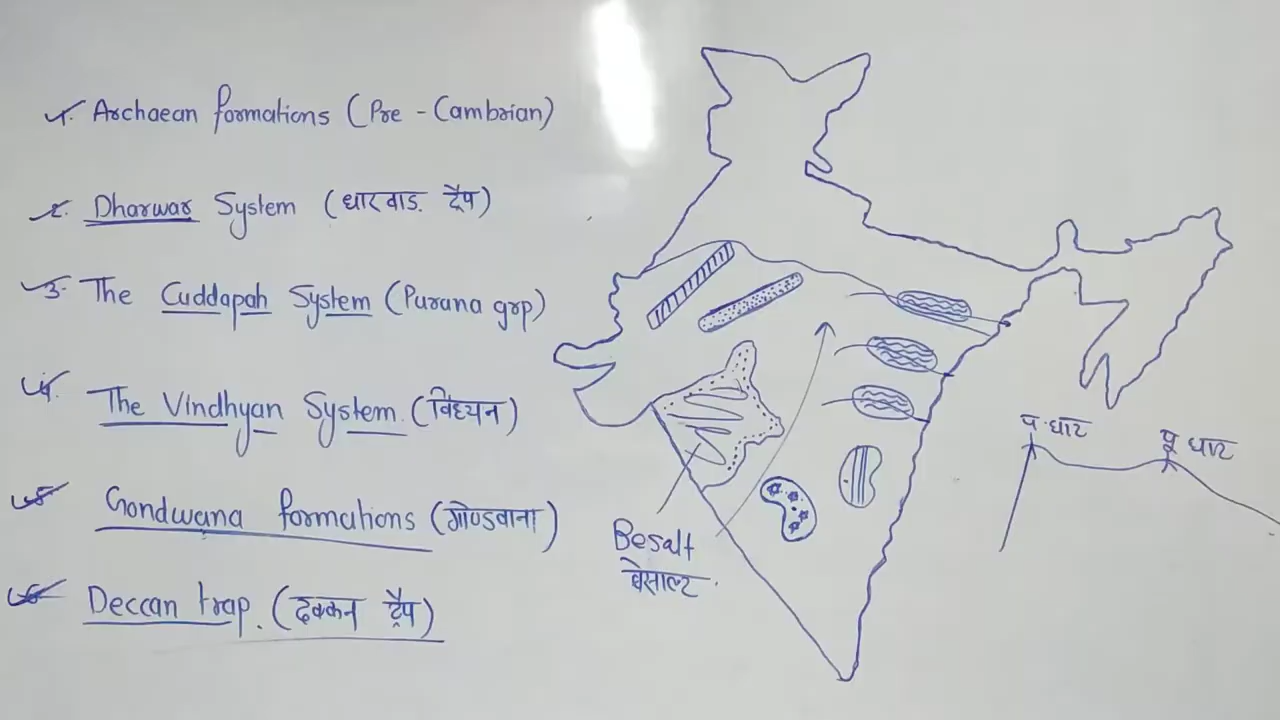 1. Archaean formations (Pre - Cambrian)
2. Dharwar System (धारवाड. ट्रैप)
3. The Cuddapah System (Purana grp)
4. The Vindhyan System. (विंध्यन)
5. Gondwana formations (गोण्डवाना)
6. Deccan trap. (दक्कन ट्रैप)
Besalt
बेसाल्ट
प. घाट
पू घाट